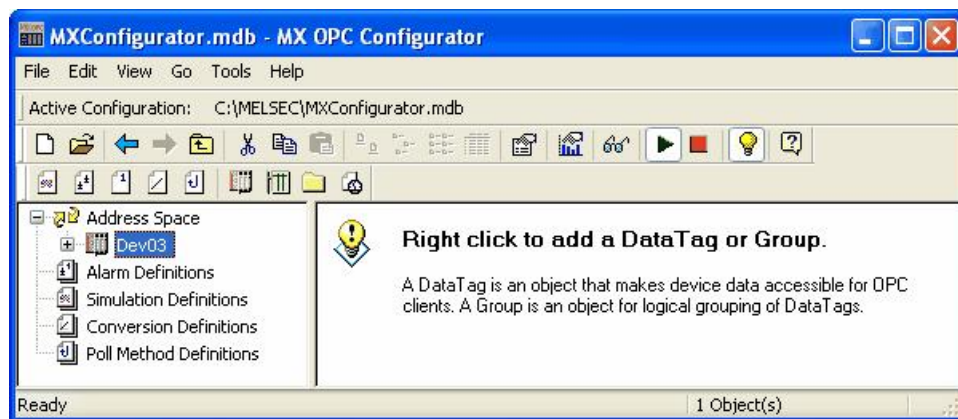 MXConfigurator.mdb - MX OPC Configurator
File Edit View Go Tools Help
Active Configuration: C:\MELSEC\MXConfigurator.mdb
Address Space
Dev03
Alarm Definitions
Simulation Definitions
Conversion Definitions
Poll Method Definitions
Right click to add a DataTag or Group.
A DataTag is an object that makes device data accessible for OPC
clients. A Group is an object for logical grouping of DataTags.
Ready 1 Object(s)